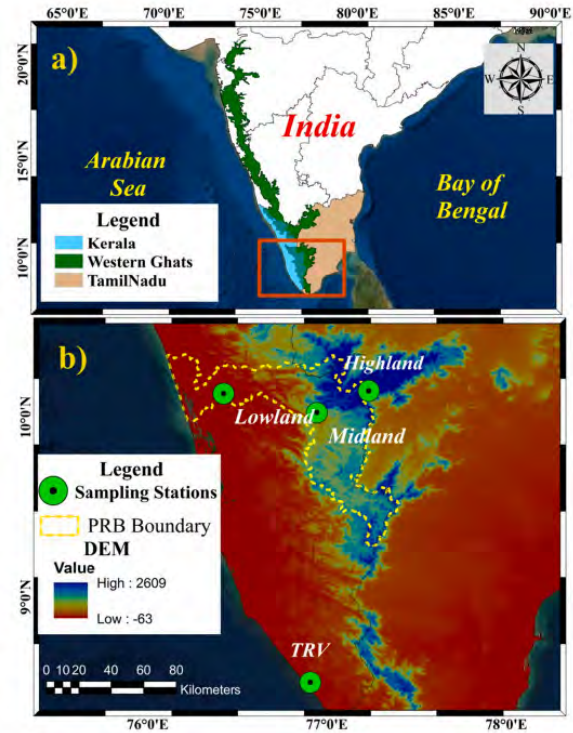 65°0'E 70°0'E 75°0'E 80°0'E 85°0'E 90°0'E
a)
N
W E
S
20°0'N
15°0'N
10°0'N
India
Arabian
Sea
Bay of
Bengal
Legend
Kerala
Western Ghats
TamilNadu
b)
Highland
Lowland
Midland
10°0'N
9°0'N
Legend
Sampling Stations
PRB Boundary
DEM
Value
High : 2609
Low : -63
TRV
0 10 20 40 60 80
Kilometers
76°0'E 77°0'E 78°0'E